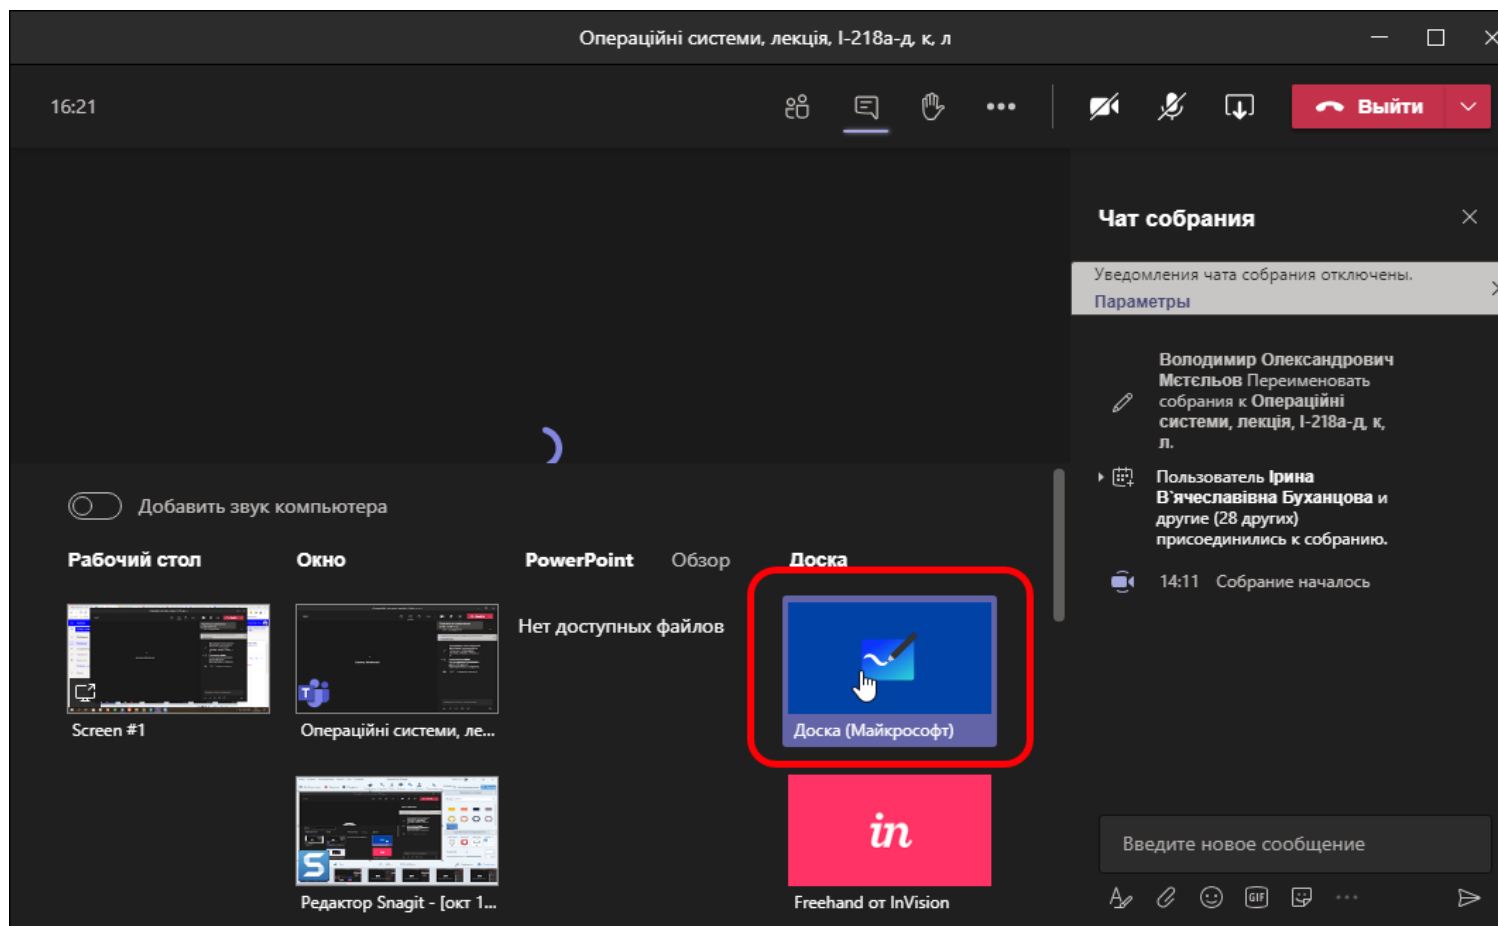 Операційні системи, лекція, І-218а-д, к, л
16:21
Выйти
Чат собрания
Уведомления чата собрания отключены.
Параметры
Володимир Олександрович
Мєтєльов Переименовать
собрания к Операційні
системи, лекція, І-218а-д, к,
л.
Пользователь Ірина
В`ячеславівна Буханцова и
другие (28 других)
присоединились к собранию.
14:11 Собрание началось
Добавить звук компьютера
Рабочий стол
Окно
PowerPoint
Обзор
Доска
Нет доступных файлов
Screen #1
Операційні системи, ле...
Доска (Майкрософт)
in
Редактор Snagit - [окт 1...
Freehand от InVision
Введите новое сообщение
GIF